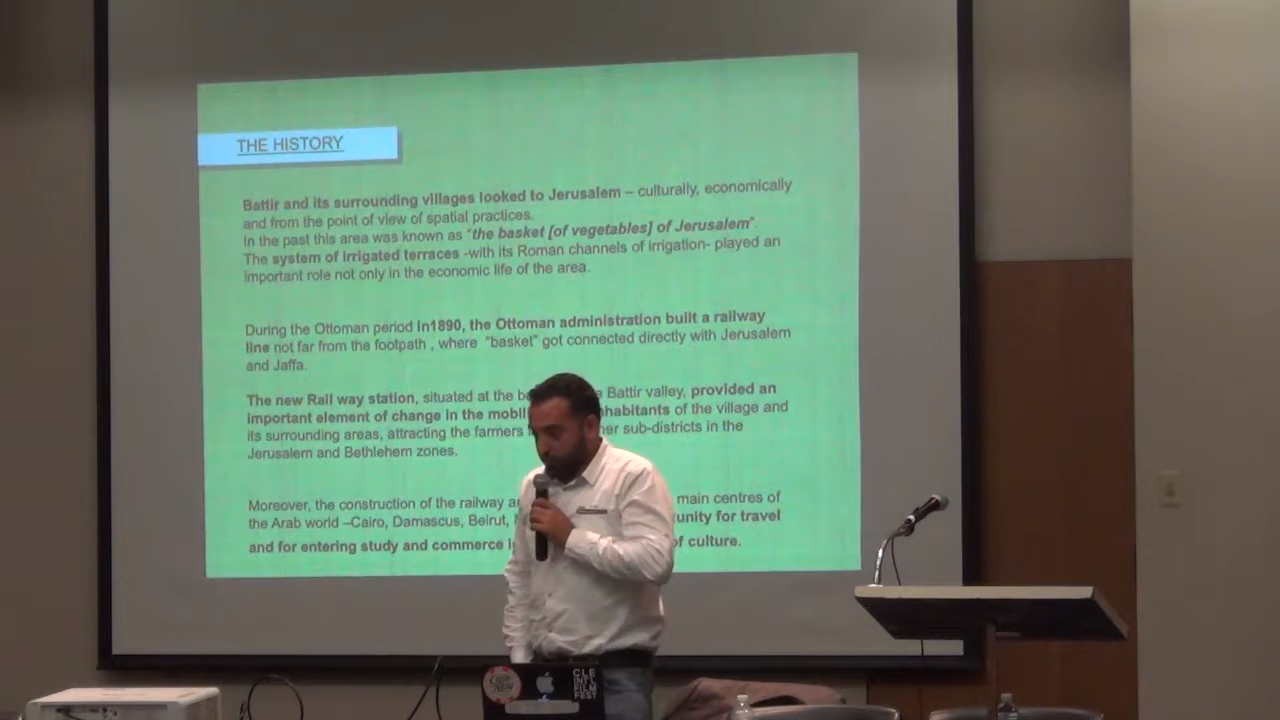 THE HISTORY
Battir and its surrounding villages looked to Jerusalem – culturally, economically
and from the point of view of spatial practices.
In the past this area was known as “the basket [of vegetables] of Jerusalem”.
The system of irrigated terraces -with its Roman channels of irrigation- played an
important role not only in the economic life of the area.
During the Ottoman period in1890, the Ottoman administration built a railway
line not far from the footpath , where “basket” got connected directly with Jerusalem
and Jaffa.
The new Rail way station, situated at the Battir valley, provided an
important element of change in the of the village and
its surrounding areas, attracting the farmers sub-districts in the
Jerusalem and Bethlehem zones.
Moreover, the construction of the railway main centres of
the Arab world –Cairo, Damascus, Beirut, for travel
and for entering study and commerce of culture.
CLE
INT'L
FILM
FEST